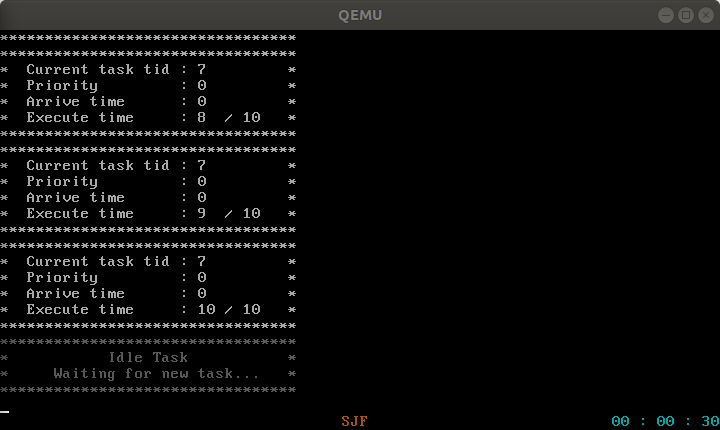 QEMU
*********************************
*********************************
*  Current task tid : 7         *
*  Priority         : 0         *
*  Arrive time      : 0         *
*  Execute time     : 8  / 10   *
*********************************
*********************************
*  Current task tid : 7         *
*  Priority         : 0         *
*  Arrive time      : 0         *
*  Execute time     : 9  / 10   *
*********************************
*********************************
*  Current task tid : 7         *
*  Priority         : 0         *
*  Arrive time      : 0         *
*  Execute time     : 10 / 10   *
*********************************
*********************************
*           Idle Task           *
*     Waiting for new task...   *
*********************************
SJF 00 : 00 : 30